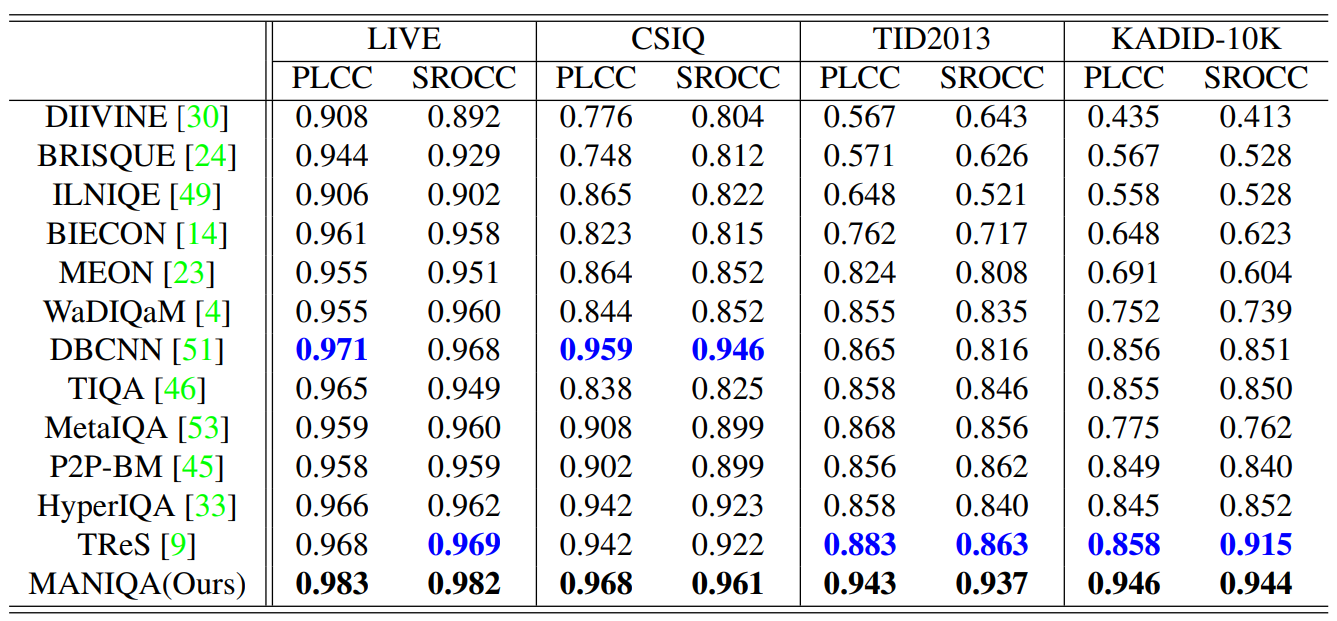 LIVE CSIQ TID2013 KADID-10K
PLCC SROCC PLCC SROCC PLCC SROCC PLCC SROCC
DIIVINE [30] 0.908 0.892 0.776 0.804 0.567 0.643 0.435 0.413
BRISQUE [24] 0.944 0.929 0.748 0.812 0.571 0.626 0.567 0.528
ILNIQE [49] 0.906 0.902 0.865 0.822 0.648 0.521 0.558 0.528
BIECON [14] 0.961 0.958 0.823 0.815 0.762 0.717 0.648 0.623
MEON [23] 0.955 0.951 0.864 0.852 0.824 0.808 0.691 0.604
WaDIQaM [4] 0.955 0.960 0.844 0.852 0.855 0.835 0.752 0.739
DBCNN [51] 0.971 0.968 0.959 0.946 0.865 0.816 0.856 0.851
TIQA [46] 0.965 0.949 0.838 0.825 0.858 0.846 0.855 0.850
MetaIQA [53] 0.959 0.960 0.908 0.899 0.868 0.856 0.775 0.762
P2P-BM [45] 0.958 0.959 0.902 0.899 0.856 0.862 0.849 0.840
HyperIQA [33] 0.966 0.962 0.942 0.923 0.858 0.840 0.845 0.852
TReS [9] 0.968 0.969 0.942 0.922 0.883 0.863 0.858 0.915
MANIQA(Ours) 0.983 0.982 0.968 0.961 0.943 0.937 0.946 0.944